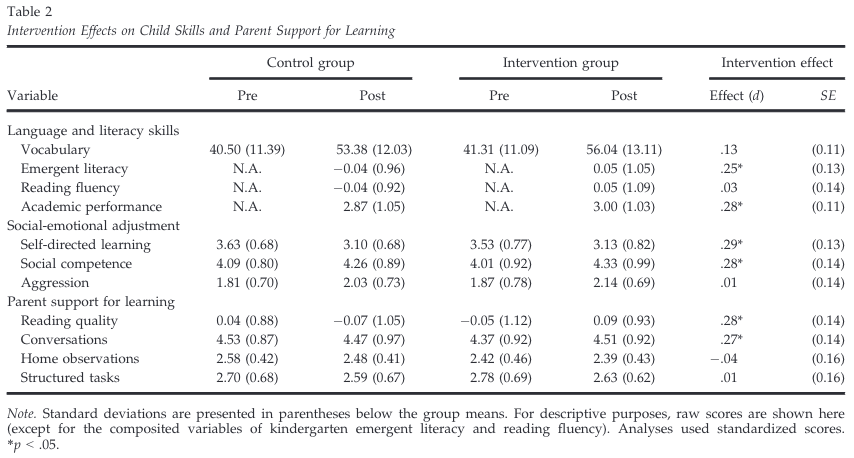 Table 2
Intervention Effects on Child Skills and Parent Support for Learning
Control group Intervention group Intervention effect
Variable Pre Post Pre Post Effect (d) SE
Language and literacy skills
Vocabulary 40.50 (11.39) 53.38 (12.03) 41.31 (11.09) 56.04 (13.11) .13 (0.11)
Emergent literacy N.A. −0.04 (0.96) N.A. 0.05 (1.05) .25* (0.13)
Reading fluency N.A. −0.04 (0.92) N.A. 0.05 (1.09) .03 (0.14)
Academic performance N.A. 2.87 (1.05) N.A. 3.00 (1.03) .28* (0.11)
Social-emotional adjustment
Self-directed learning 3.63 (0.68) 3.10 (0.68) 3.53 (0.77) 3.13 (0.82) .29* (0.13)
Social competence 4.09 (0.80) 4.26 (0.89) 4.01 (0.92) 4.33 (0.99) .28* (0.14)
Aggression 1.81 (0.70) 2.03 (0.73) 1.87 (0.78) 2.14 (0.69) .01 (0.14)
Parent support for learning
Reading quality 0.04 (0.88) −0.07 (1.05) −0.05 (1.12) 0.09 (0.93) .28* (0.14)
Conversations 4.53 (0.87) 4.47 (0.97) 4.37 (0.92) 4.51 (0.92) .27* (0.14)
Home observations 2.58 (0.42) 2.48 (0.41) 2.42 (0.46) 2.39 (0.43) −.04 (0.16)
Structured tasks 2.70 (0.68) 2.59 (0.67) 2.78 (0.69) 2.63 (0.62) .01 (0.16)
Note. Standard deviations are presented in parentheses below the group means. For descriptive purposes, raw scores are shown here
(except for the composited variables of kindergarten emergent literacy and reading fluency). Analyses used standardized scores.
*p < .05.